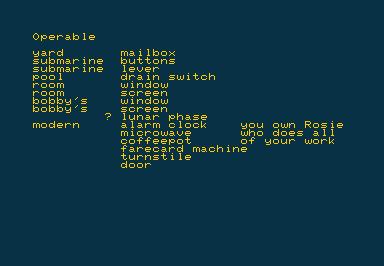 Operable
yard mailbox
submarine buttons
submarine lever
pool drain switch
room window
room screen
bobby's window
bobby's screen
? lunar phase
modern alarm clock you own Rosie
microwave who does all
coffeepot of your work
farecard machine
turnstile
door